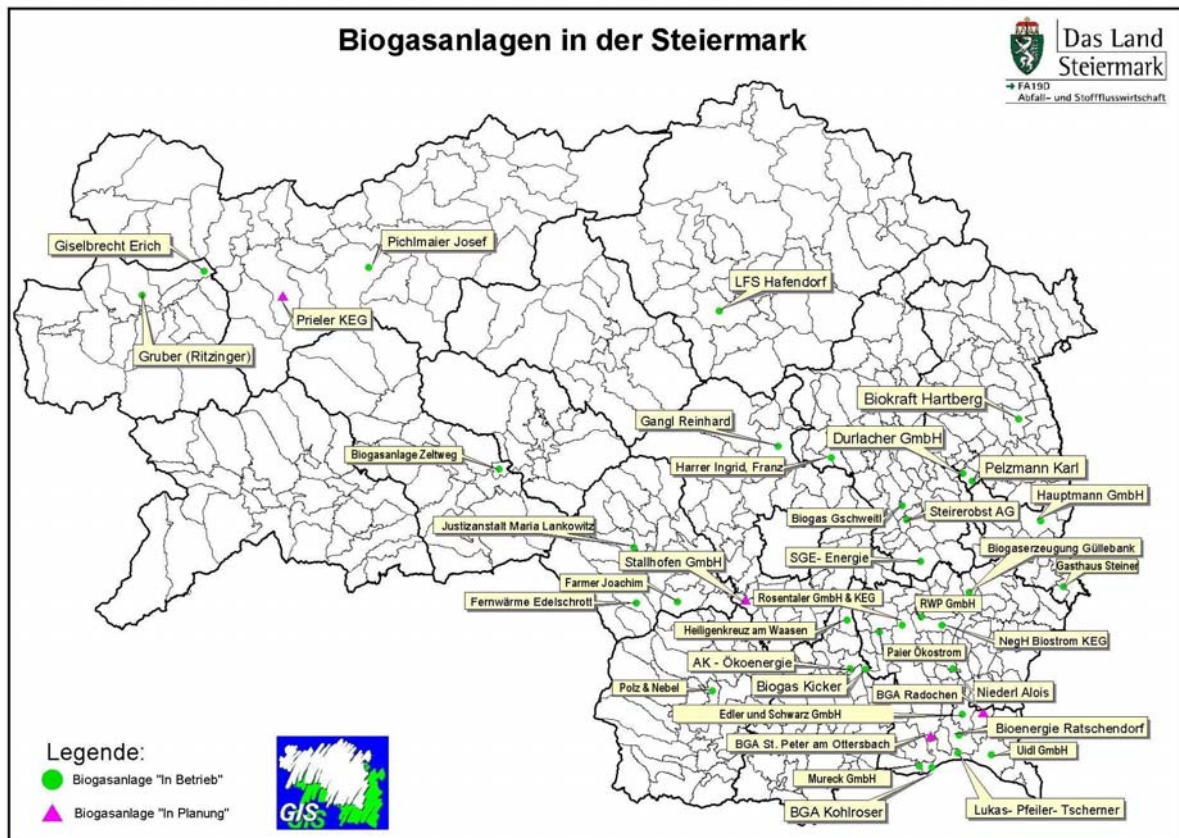 Biogasanlagen in der Steiermark
Das Land
Steiermark
FA19D
Abfall- und Stoffflusswirtschaft
Giselbrecht Erich
Pichlmaier Josef
LFS Hafendorf
Prieler KEG
Gruber (Ritzinger)
Biokraft Hartberg
Gangl Reinhard
Durlacher GmbH
Biogasanlage Zeltweg
Harrer Ingrid, Franz
Pelzmann Karl
Hauptmann GmbH
Justizanstalt Maria Lankowitz
Biogas Gschweitl
Steirerobst AG
Stallhofen GmbH
SGE- Energie
Biogaserzeugung Güllebank
Gasthaus Steiner
Farmer Joachim
Fernwärme Edelschrott
Rosentaler GmbH & KEG
RWP GmbH
Heiligenkreuz am Waasen
NegH Biostrom KEG
Paier Ökostrom
AK - Ökoenergie
Polz & Nebel
Biogas Kicker
BGA Radochen
Niederl Alois
Edler und Schwarz GmbH
Bioenergie Ratschendorf
BGA St. Peter am Ottersbach
Uidl GmbH
Mureck GmbH
BGA Kohlroser
Lukas- Pfeiler- Tscherner
Legende:
Biogasanlage "In Betrieb"
Biogasanlage "In Planung"
GIS
GIS